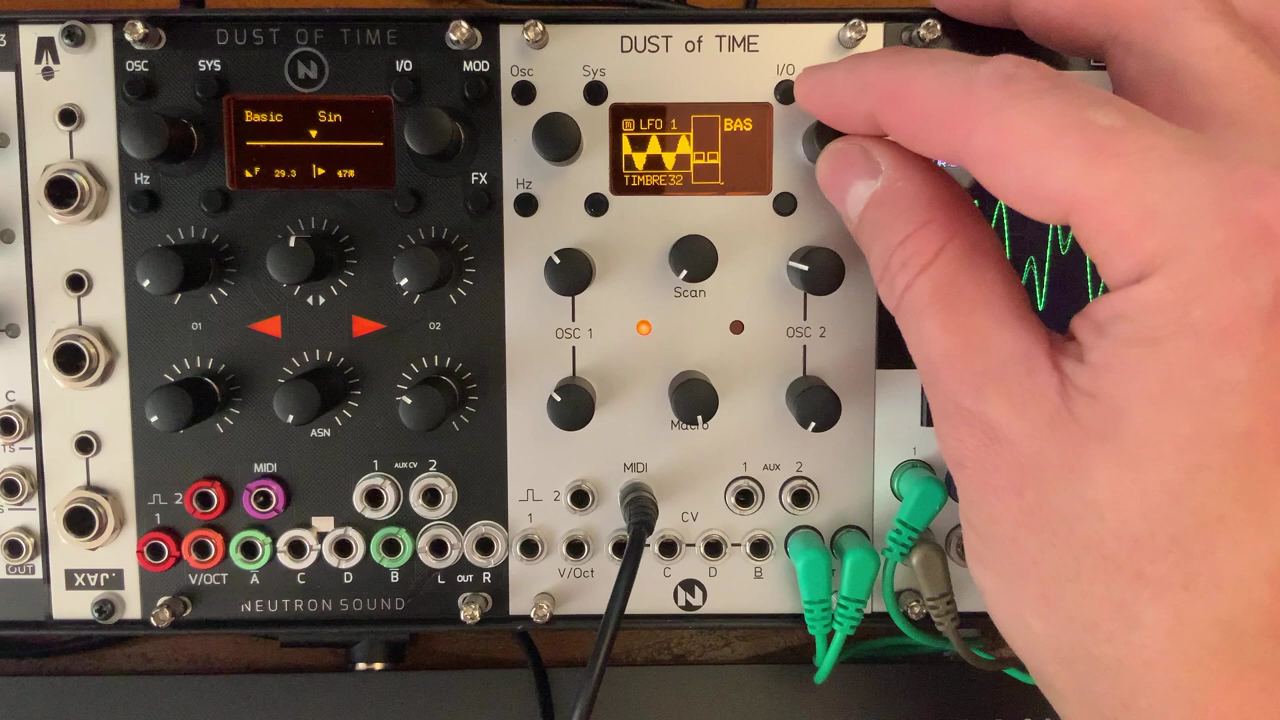 3
DUST OF TIME
OSC
SYS
I/O
MOD
N
Basic Sin
F 29.3 47%
Hz
FX
O1
O2
ASN
MIDI
1 AUX CV 2
2
1
V/OCT
A
C
D
B
L OUT R
NEUTRON SOUND
C
OUT
JAX.
DUST of TIME
Osc
Sys
I/O
m LFO 1
BAS
TIMBRE32
Hz
Scan
OSC 1
OSC 2
Macro
MIDI
1 AUX 2
2
1
CV
V/Oct
C
D
B
N
1